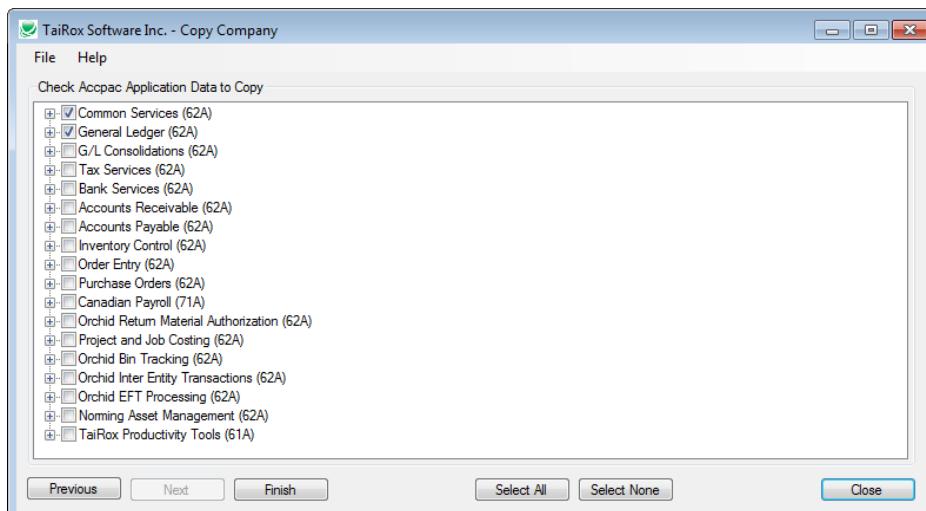 TaiRox Software Inc. - Copy Company
File Help
Check Accpac Application Data to Copy
Common Services (62A)
General Ledger (62A)
G/L Consolidations (62A)
Tax Services (62A)
Bank Services (62A)
Accounts Receivable (62A)
Accounts Payable (62A)
Inventory Control (62A)
Order Entry (62A)
Purchase Orders (62A)
Canadian Payroll (71A)
Orchid Return Material Authorization (62A)
Project and Job Costing (62A)
Orchid Bin Tracking (62A)
Orchid Inter Entity Transactions (62A)
Orchid EFT Processing (62A)
Norming Asset Management (62A)
TaiRox Productivity Tools (61A)
Previous Next Finish Select All Select None Close